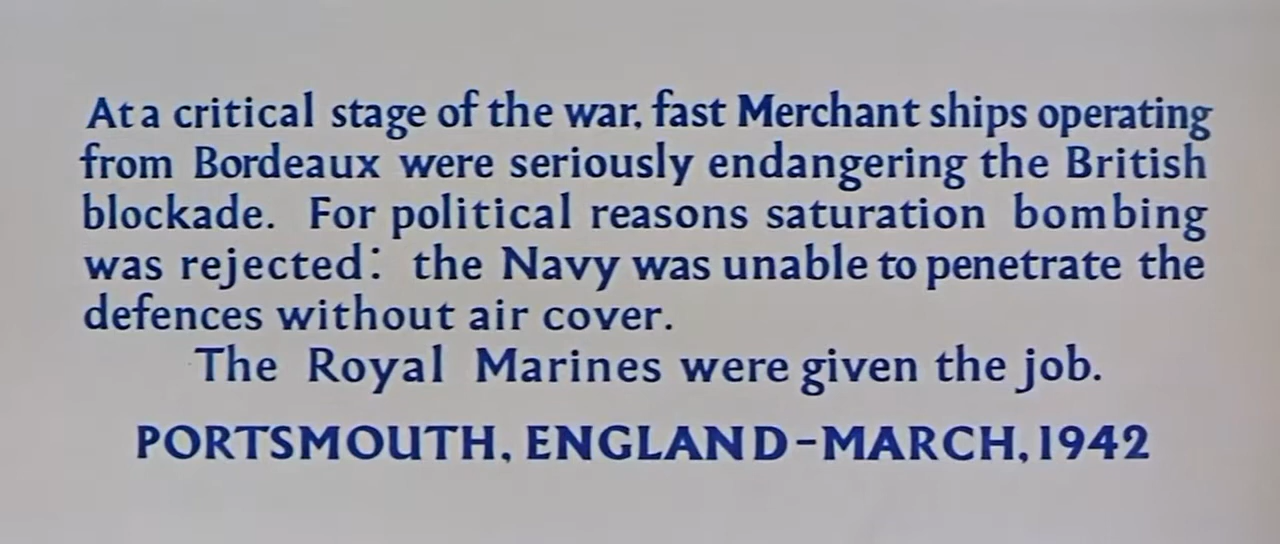 At a critical stage of the war, fast Merchant ships operating
from Bordeaux were seriously endangering the British
blockade. For political reasons saturation bombing
was rejected: the Navy was unable to penetrate the
defences without air cover.
The Royal Marines were given the job.
PORTSMOUTH, ENGLAND-MARCH, 1942